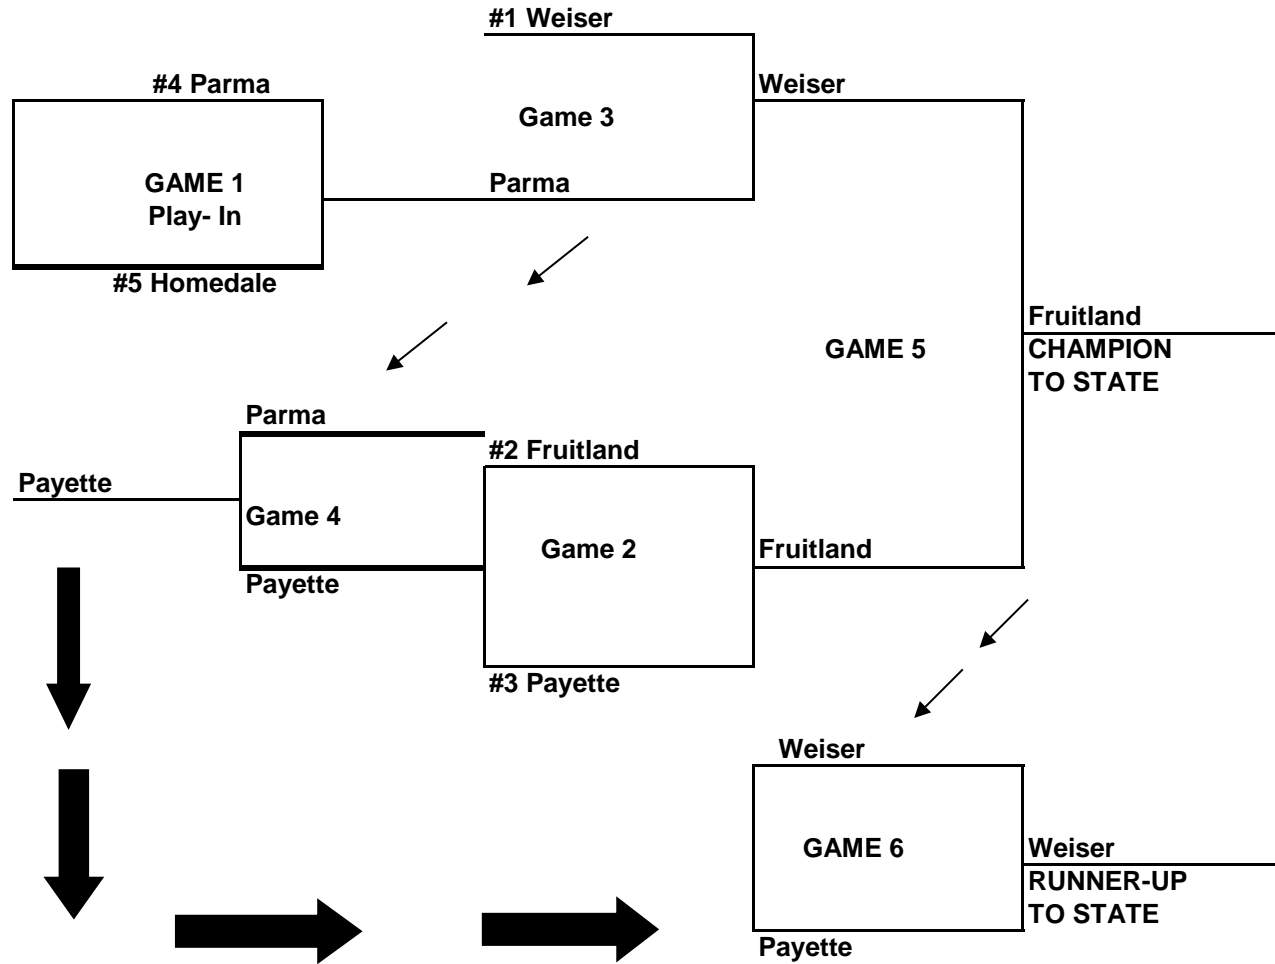 #1 Weiser
#4 Parma
Weiser
Game 3
GAME 1
Play- In
Parma
#5 Homedale
Fruitland
GAME 5
CHAMPION
TO STATE
Parma
#2 Fruitland
Payette
Game 4
Game 2
Fruitland
Payette
#3 Payette
Weiser
GAME 6
Weiser
RUNNER-UP
TO STATE
Payette